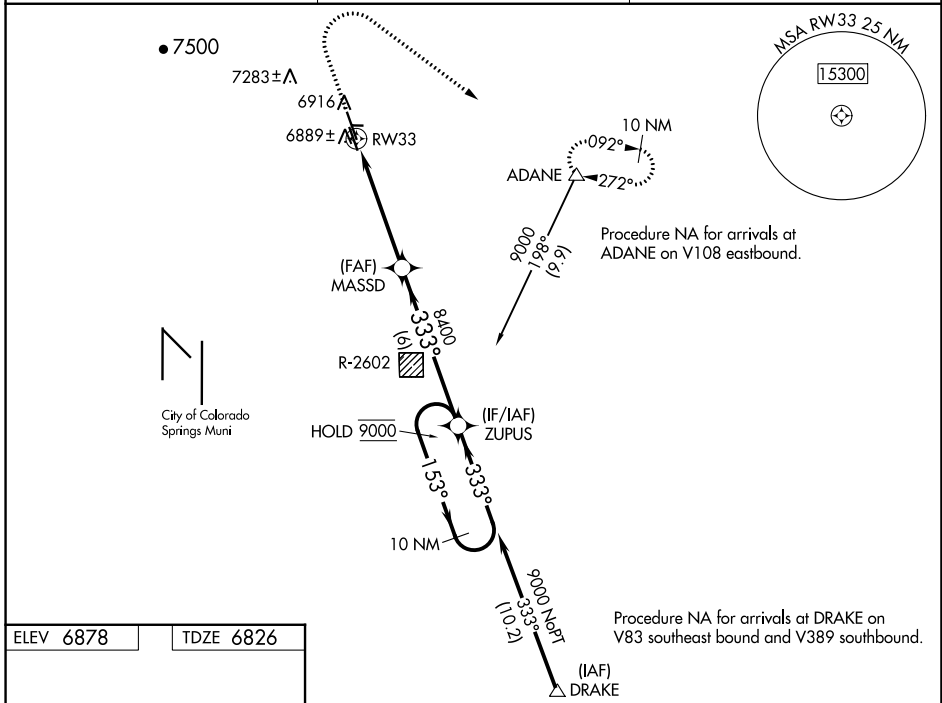 7500
7283±
6916
6889±
RW33
MSA RW33 25 NM
15300
10 NM
092°
ADANE
272°
9000
198°
(9.9)
Procedure NA for arrivals at
ADANE on V108 eastbound.
(FAF)
MASSD
8400
333°
(6)
R-2602
City of Colorado
Springs Muni
(IF/IAF)
ZUPUS
HOLD 9000
153°
333°
10 NM
9000 NoPT
333°
(10.2)
Procedure NA for arrivals at DRAKE on
V83 southeast bound and V389 southbound.
(IAF)
DRAKE
ELEV 6878
TDZE 6826